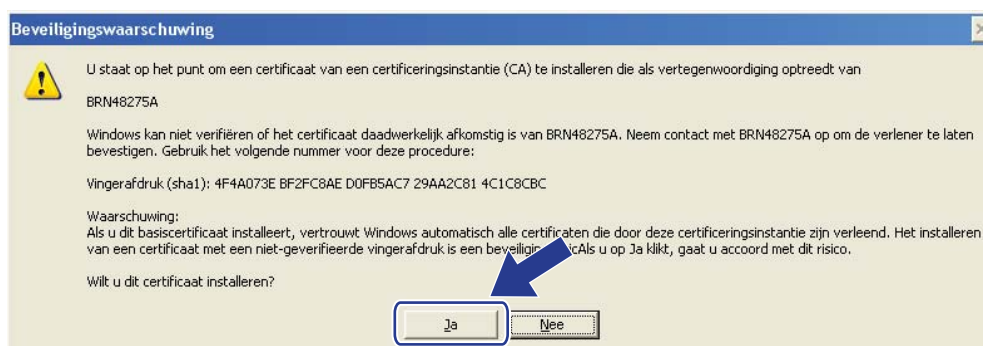 Beveiligingswaarschuwing
U staat op het punt om een certificaat van een certificeringsinstantie (CA) te installeren die als vertegenwoordiging optreedt van
BRN48275A
Windows kan niet verifiëren of het certificaat daadwerkelijk afkomstig is van BRN48275A. Neem contact met BRN48275A op om de verlener te laten
bevestigen. Gebruik het volgende nummer voor deze procedure:
Vingerafdruk (sha1): 4F4A073E BF2FC8AE D0FB5AC7 29AA2C81 4C1C8CBC
Waarschuwing:
Als u dit basiscertificaat installeert, vertrouwt Windows automatisch alle certificaten die door deze certificeringsinstantie zijn verleend. Het installeren
van een certificaat met een niet-geverifieerde vingerafdruk is een Als u op Ja klikt, gaat u accoord met dit risico.
Wilt u dit certificaat installeren?
Ja
Nee